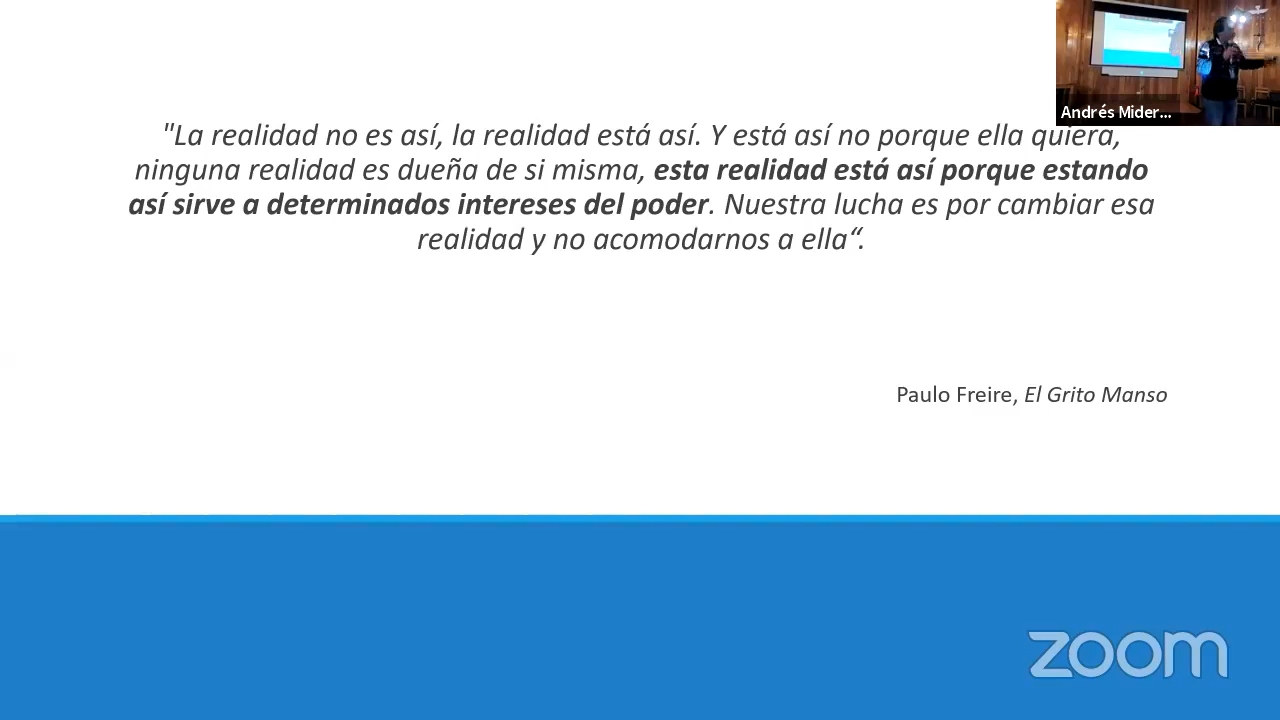 Andrés Mider...
"La realidad no es así, la realidad está así. Y está así no porque ella quiera,
ninguna realidad es dueña de si misma, esta realidad está así porque estando
así sirve a determinados intereses del poder. Nuestra lucha es por cambiar esa
realidad y no acomodarnos a ella“.
Paulo Freire, El Grito Manso
zoom